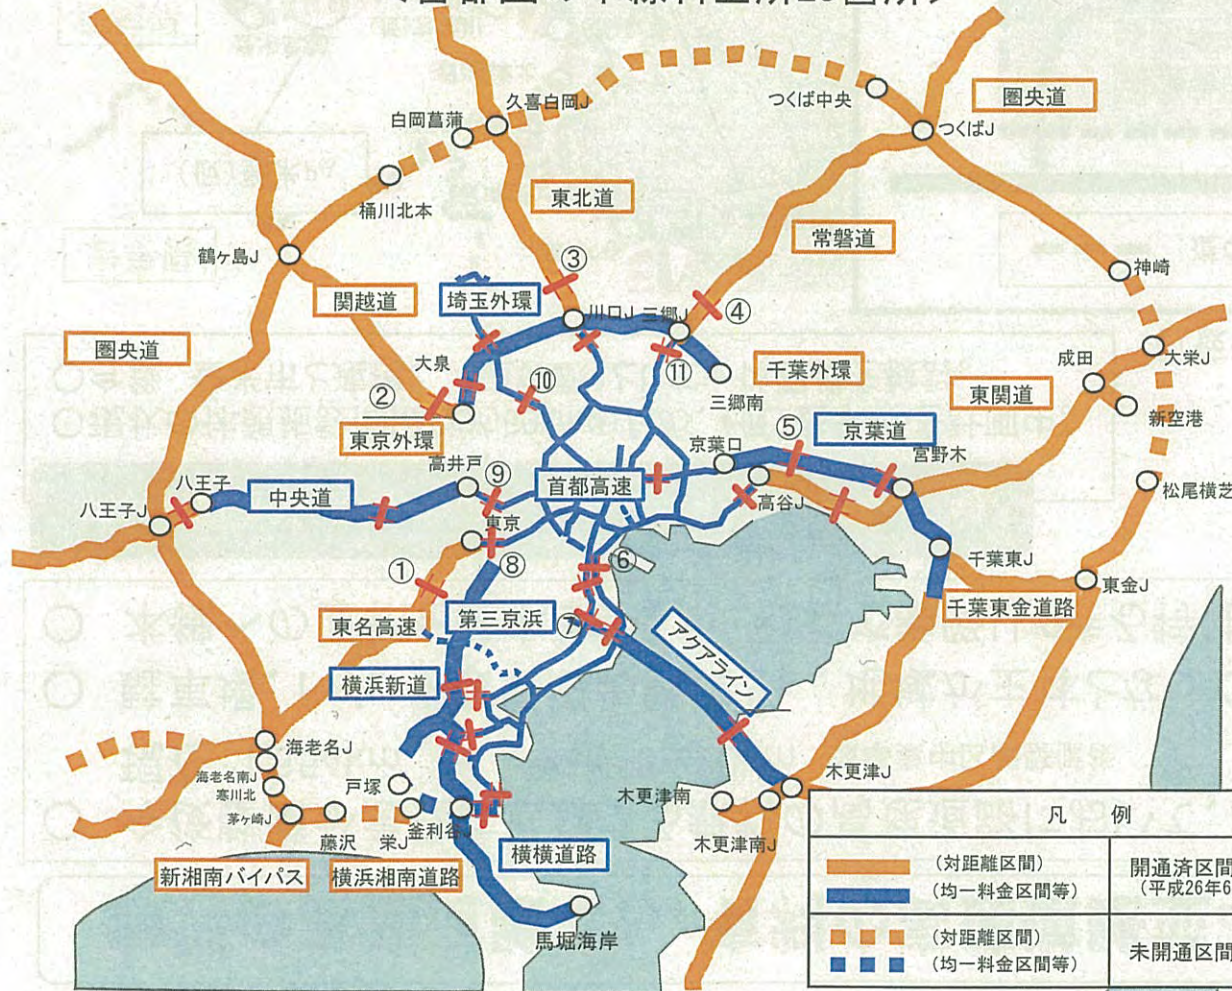 つくば中央
圏央道
久喜白岡J
白岡菖蒲
つくばJ
東北道
桶川北本
常磐道
鶴ヶ島J
神崎
③
関越道
埼玉外環
川口J
三郷J
④
圏央道
大泉
⑪
千葉外環
成田
大栄J
②
⑩
三郷南
東関道
新空港
東京外環
⑤
京葉道
京葉口
宮野木
高井戸
⑨
首都高速
高谷J
八王子
中央道
松尾横芝
八王子J
東京
①
⑧
⑥
千葉東J
東金J
東名高速
第三京浜
⑦
千葉東金道路
アクアライン
横浜新道
海老名J
海老名南J
寒川北
戸塚
木更津J
木更津南
茅ヶ崎J
藤沢
栄J
釜利谷J
木更津南J
新湘南バイパス
横浜湘南道路
横横道路
馬堀海岸
凡 例
(対距離区間)
(均一料金区間等)
開通済区間
(平成26年6
(対距離区間)
(均一料金区間等)
未開通区間